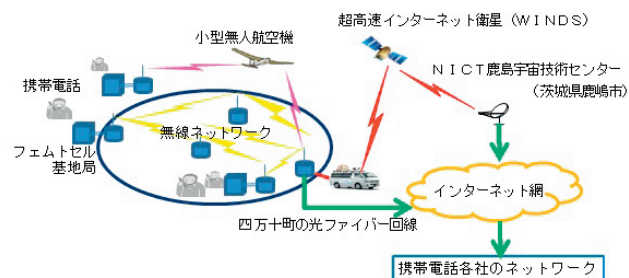 超高速インターネット衛星（ＷＩＮＤＳ）
小型無人航空機
ＮＩＣＴ鹿島宇宙技術センター
（茨城県鹿嶋市）
携帯電話
無線ネットワーク
フェムトセル
基地局
インターネット網
四万十町の光ファイバー回線
携帯電話各社のネットワーク